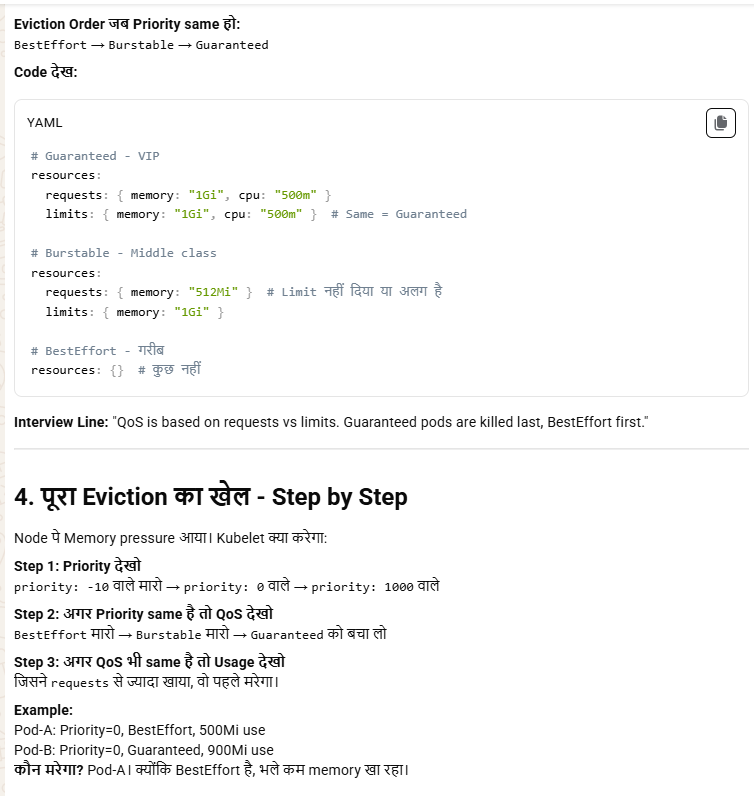 Eviction Order जब Priority same हो:
BestEffort → Burstable → Guaranteed
Code देख:
YAML
# Guaranteed - VIP
resources:
requests: { memory: "1Gi", cpu: "500m" }
limits: { memory: "1Gi", cpu: "500m" }  # Same = Guaranteed
# Burstable - Middle class
resources:
requests: { memory: "512Mi" }  # Limit नहीं दिया या अलग है
limits: { memory: "1Gi" }
# BestEffort - गरीब
resources: {}  # कुछ नहीं
Interview Line: "QoS is based on requests vs limits. Guaranteed pods are killed last, BestEffort first."
4. पूरा Eviction का खेल - Step by Step
Node पे Memory pressure आया। Kubelet क्या करेगा:
Step 1: Priority देखो
priority: -10 वाले मारो → priority: 0 वाले → priority: 1000 वाले
Step 2: अगर Priority same है तो QoS देखो
BestEffort मारो → Burstable मारो → Guaranteed को बचा लो
Step 3: अगर QoS भी same है तो Usage देखो
जिसने requests से ज्यादा खाया, वो पहले मरेगा।
Example:
Pod-A: Priority=0, BestEffort, 500Mi use
Pod-B: Priority=0, Guaranteed, 900Mi use
कौन मरेगा? Pod-A। क्योंकि BestEffort है, भले कम memory खा रहा।